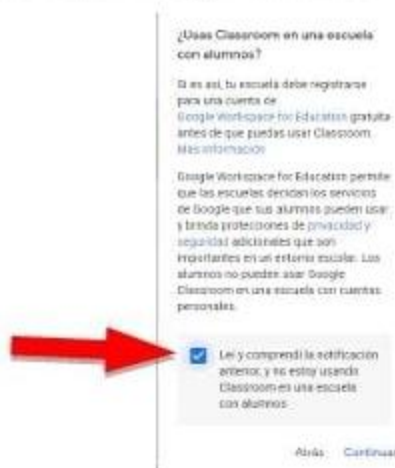 ¿Usas Classroom en una escuela
con alumnos?
Si es así, tu escuela debe registrarse
para una cuenta de
Google Workspace for Education gratuita
antes de que puedas usar Classroom.
Más información
Google Workspace for Education permite
que las escuelas decidan los servicios
de Google que sus alumnos pueden usar
y brinda protecciones de privacidad y
seguridad adicionales que son
importantes en un entorno escolar. Los
alumnos no pueden usar Google
Classroom en una escuela con cuentas
personales.
Leí y comprendí la notificación
anterior, y no estoy usando
Classroom en una escuela
con alumnos
Atrás Continuar